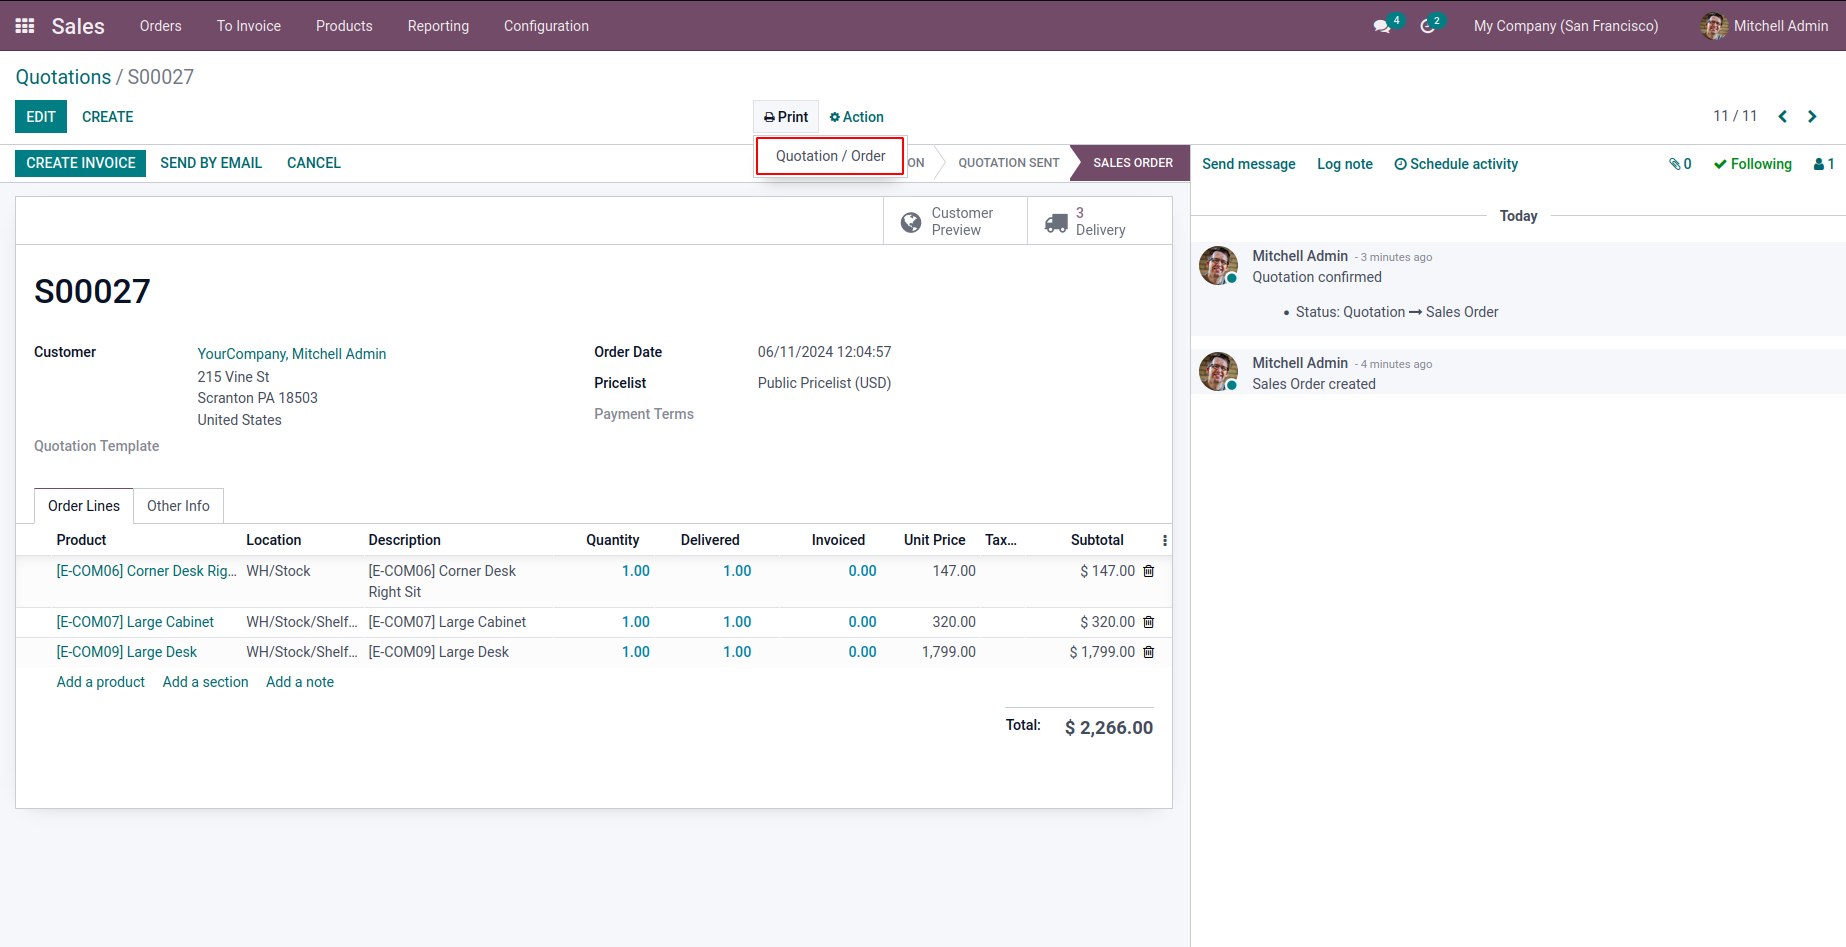 Sales Orders To Invoice Products Reporting Configuration 4 2 My Company (San Francisco) Mitchell Admin
Quotations / S00027
EDIT CREATE Print Action 11 / 11
Quotation / Order
CREATE INVOICE SEND BY EMAIL CANCEL ON QUOTATION SENT SALES ORDER
Send message Log note Schedule activity 0 Following 1
Customer Preview
3 Delivery
S00027
Customer YourCompany, Mitchell Admin
215 Vine St
Scranton PA 18503
United States
Quotation Template
Order Date 06/11/2024 12:04:57
Pricelist Public Pricelist (USD)
Payment Terms
Order Lines Other Info
Product Location Description Quantity Delivered Invoiced Unit Price Tax... Subtotal
[E-COM06] Corner Desk Rig... WH/Stock [E-COM06] Corner Desk 1.00 1.00 0.00 147.00 $ 147.00
Right Sit
[E-COM07] Large Cabinet WH/Stock/Shelf... [E-COM07] Large Cabinet 1.00 1.00 0.00 320.00 $ 320.00
[E-COM09] Large Desk WH/Stock/Shelf... [E-COM09] Large Desk 1.00 1.00 0.00 1,799.00 $ 1,799.00
Add a product Add a section Add a note
Total: $ 2,266.00
Today
Mitchell Admin - 3 minutes ago
Quotation confirmed
• Status: Quotation → Sales Order
Mitchell Admin - 4 minutes ago
Sales Order created